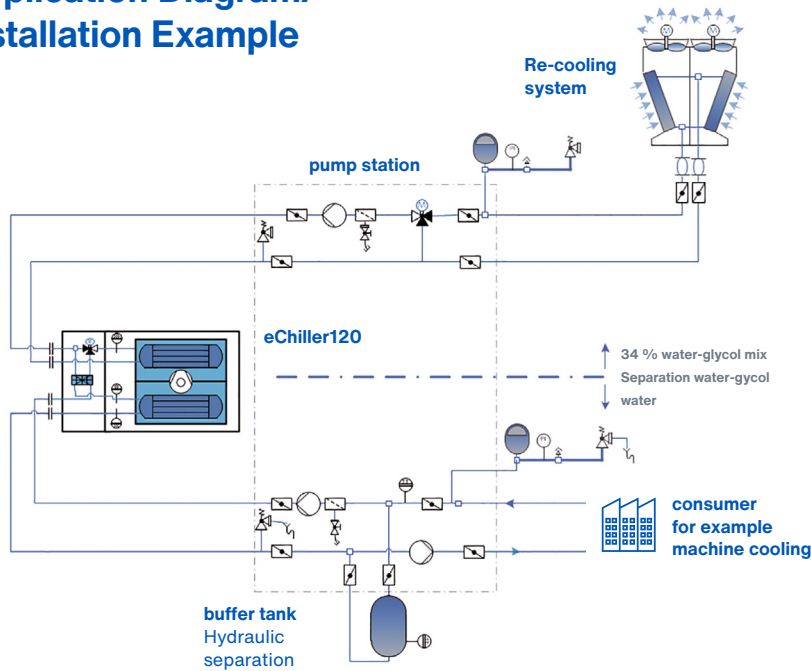 stallation Example
Re-cooling
system
pump station
eChiller120
34 % water-glycol mix
Separation water-gycol
water
consumer
for example
machine cooling
buffer tank
Hydraulic
separation